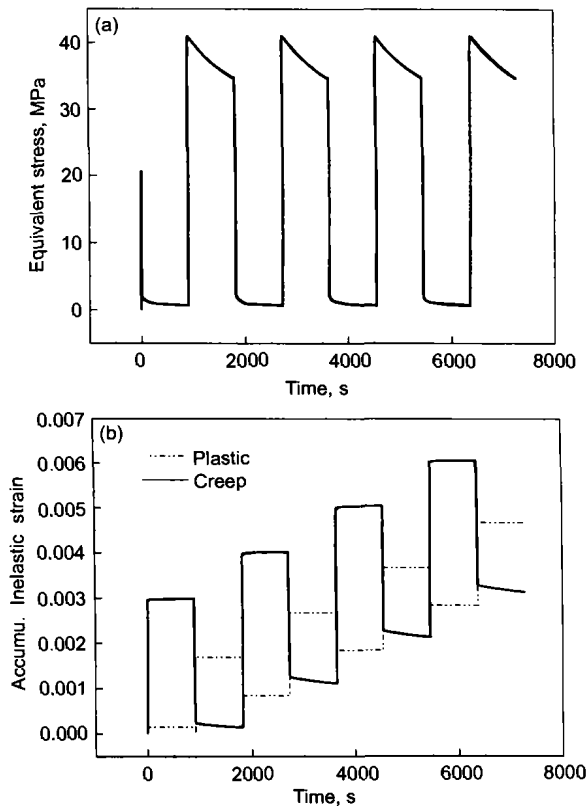 (a)
Equivalent stress, MPa
40
30
20
10
0
0 2000 4000 6000 8000
Time, s
(b)
Plastic
Creep
Accumu. Inelastic strain
0.007
0.006
0.005
0.004
0.003
0.002
0.001
0.000
0 2000 4000 6000 8000
Time, s